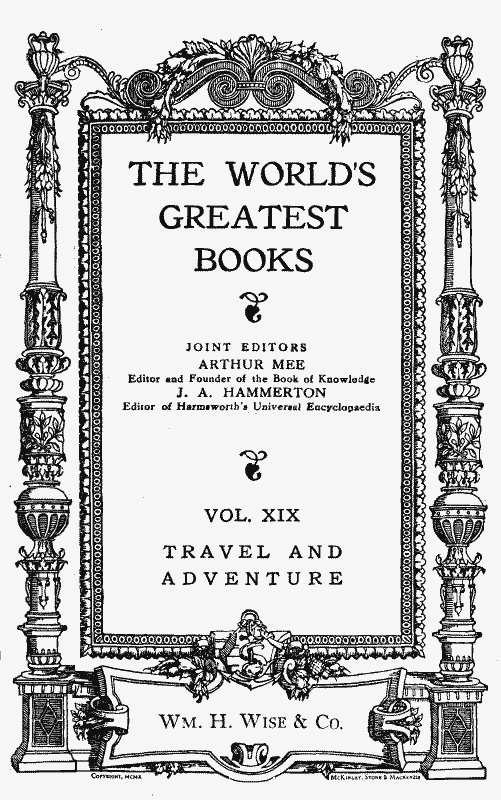 THE WORLD'S
GREATEST
BOOKS
JOINT EDITORS
ARTHUR MEE
Editor and Founder of the Book of Knowledge
J. A. HAMMERTON
Editor of Harmsworth's Universal Encyclopaedia
VOL. XIX
TRAVEL AND
ADVENTURE
WM. H. WISE & CO.
COPYRIGHT, MCMX
MCKINLAY, STONE & MACKENZIE